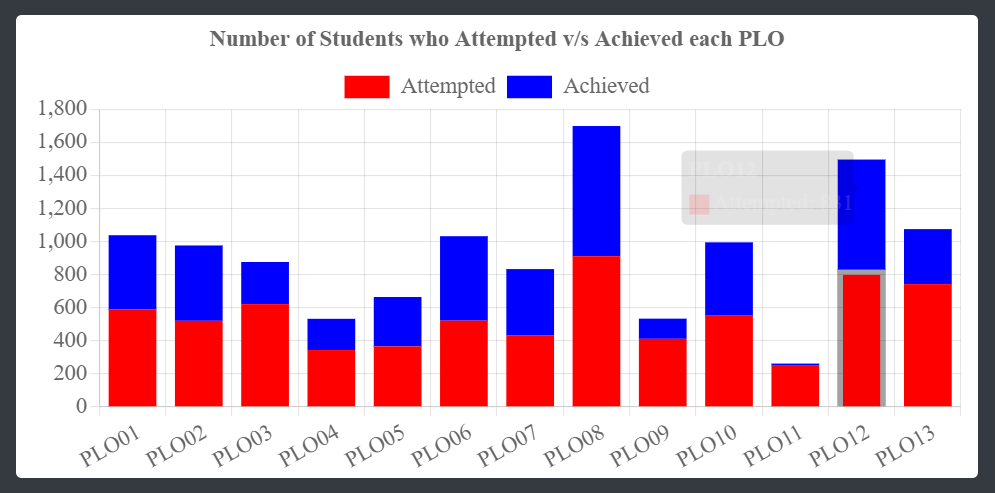 Number of Students who Attempted v/s Achieved each PLO
Attempted Achieved
1,800
1,600
1,400
1,200
1,000
800
600
400
200
0
PLO12
Attempted
PLO01 PLO02 PLO03 PLO04 PLO05 PLO06 PLO07 PLO08 PLO09 PLO10 PLO11 PLO12 PLO13